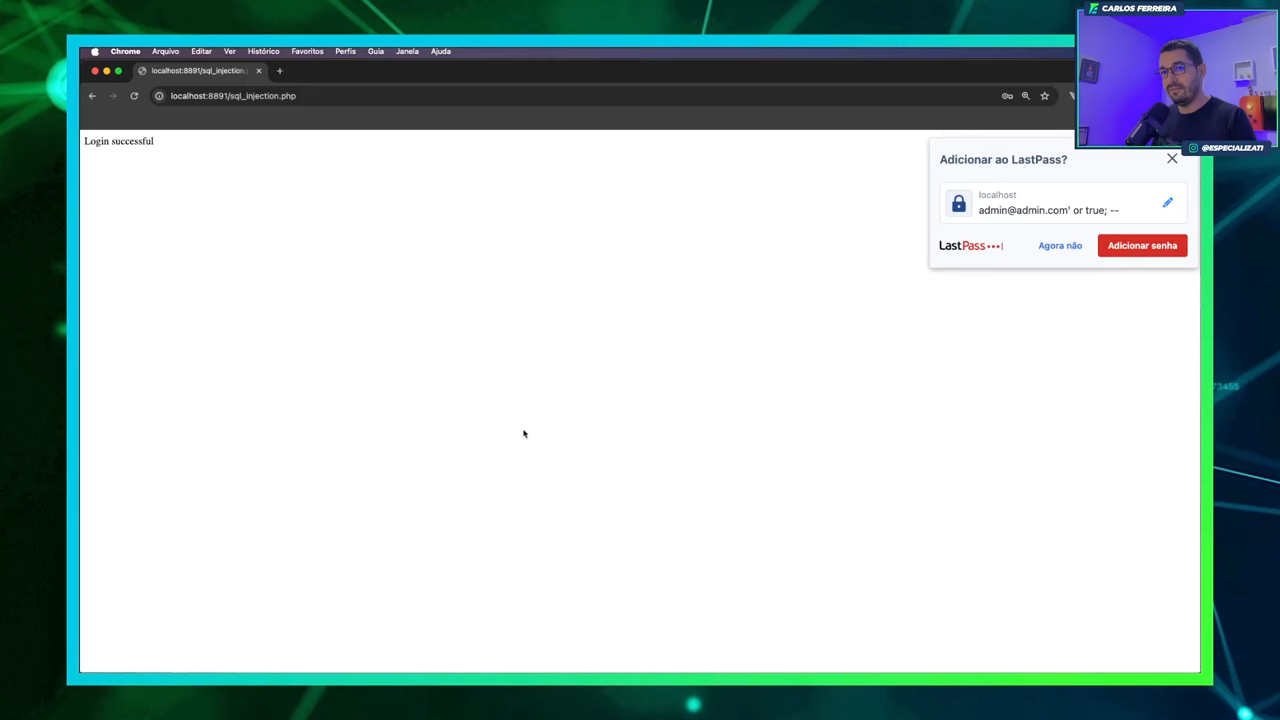 CARLOS FERREIRA
Chrome Arquivo Editar Ver Histórico Favoritos Perfis Guia Janela Ajuda
localhost:8891/sql_injection.
localhost:8891/sql_injection.php
Login successful
@ESPECIALIZATI
Adicionar ao LastPass?
localhost
admin@admin.com' or true; --
LastPass
Agora não
Adicionar senha
73455